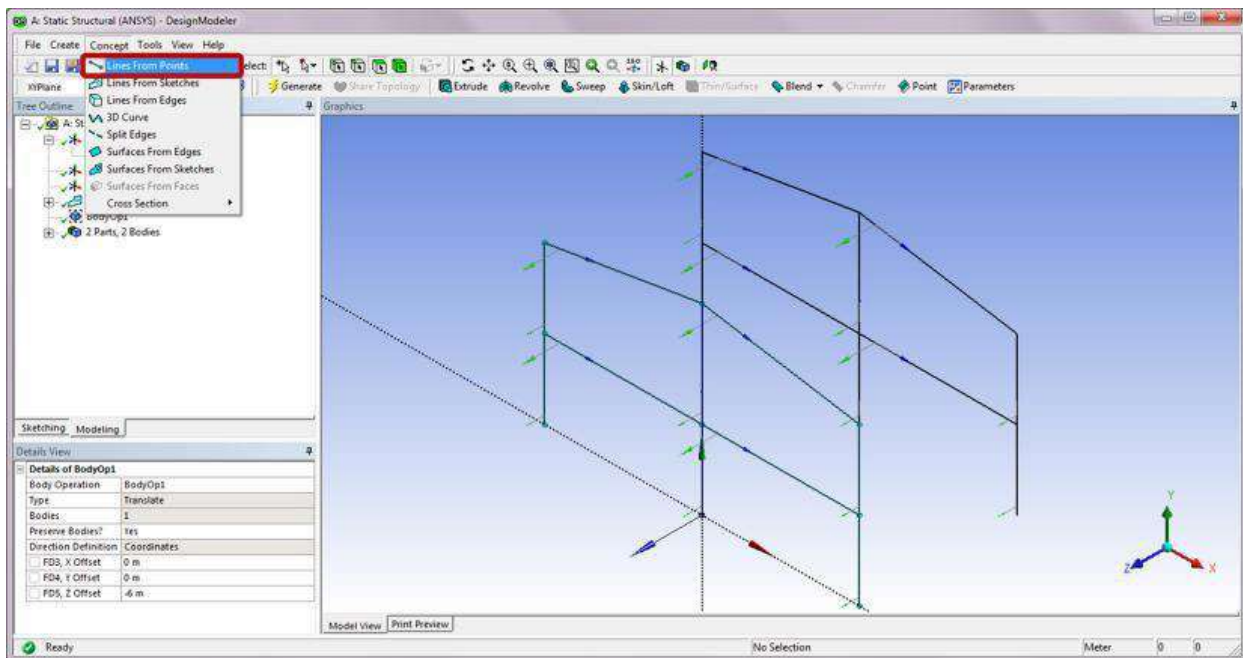 A: Static Structural (ANSYS) - DesignModeler
File Create Concept Tools View Help
Lines From Points
Select:
Lines From Sketches
XYPlane
Generate Share Topology Extrude Revolve Sweep Skin/Loft Thin/Surface Blend Chamfer Point Parameters
Lines From Edges
Tree Outline
Graphics
3D Curve
A: St
Split Edges
Surfaces From Edges
Surfaces From Sketches
Surfaces From Faces
Cross Section
BodyOp1
2 Parts, 2 Bodies
Sketching Modeling
Details View
Details of BodyOp1
Body Operation BodyOp1
Type Translate
Bodies 1
Preserve Bodies? Yes
Direction Definition Coordinates
FD3, X Offset 0 m
FD4, Y Offset 0 m
FD5, Z Offset -6 m
Y
Z
X
Model View Print Preview
Ready
No Selection
Meter
0
0